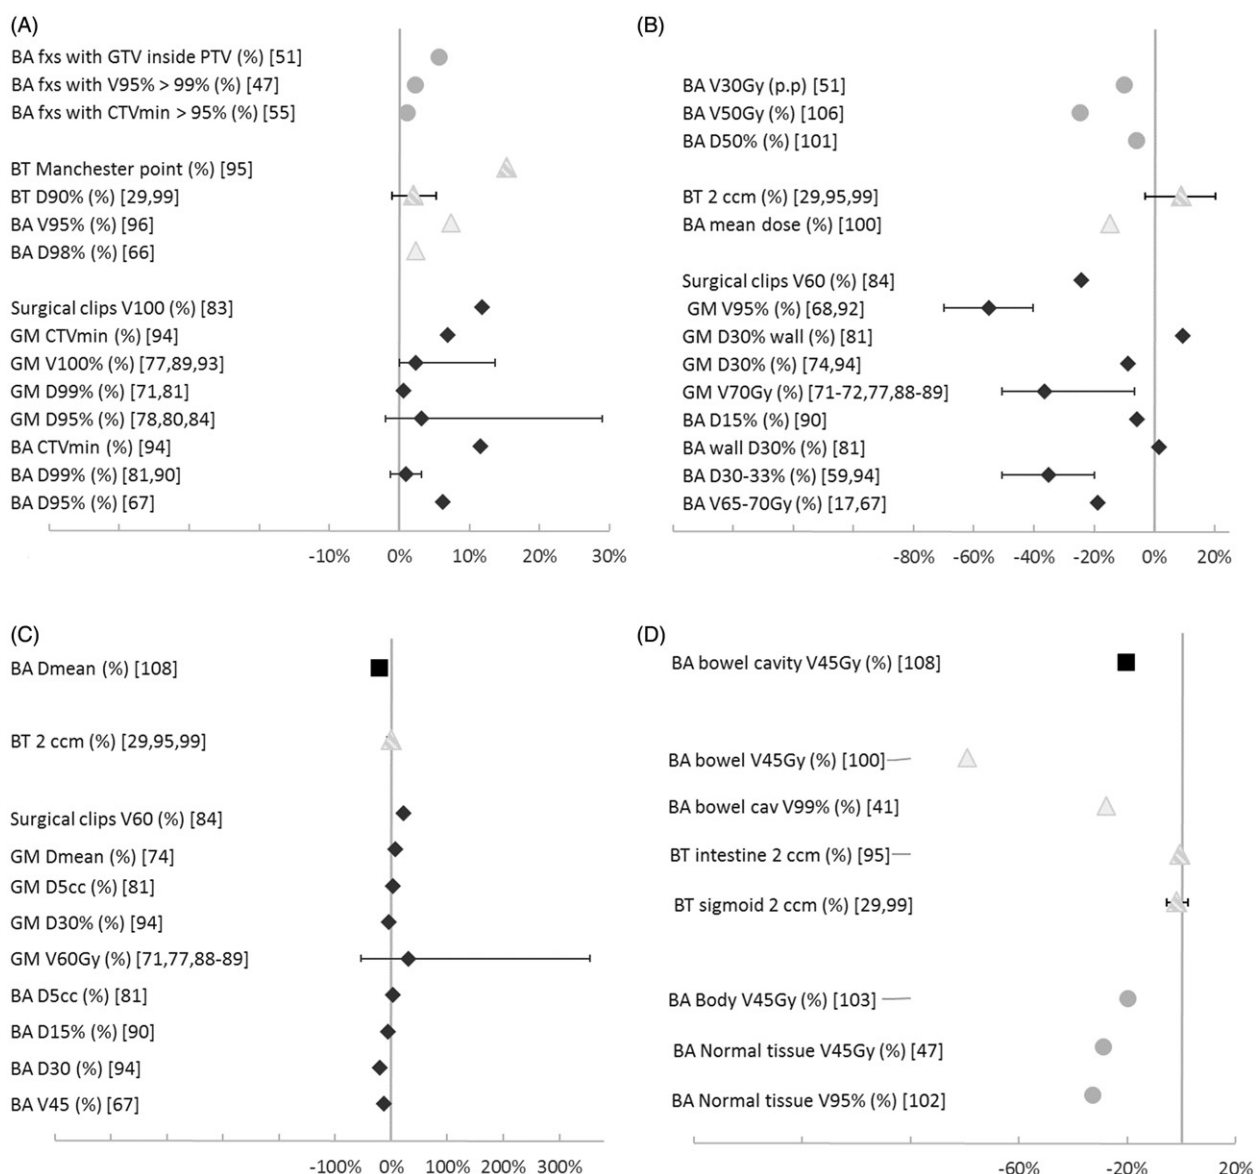 (A)
BA fxs with GTV inside PTV (%) [51]
BA fxs with V95% > 99% (%) [47]
BA fxs with CTVmin > 95% (%) [55]
BT Manchester point (%) [95]
BT D90% (%) [29,99]
BA V95% (%) [96]
BA D98% (%) [66]
Surgical clips V100 (%) [83]
GM CTVmin (%) [94]
GM V100% (%) [77,89,93]
GM D99% (%) [71,81]
GM D95% (%) [78,80,84]
BA CTVmin (%) [94]
BA D99% (%) [81,90]
BA D95% (%) [67]
-10% 0% 10% 20% 30%
(B)
BA V30Gy (p.p) [51]
BA V50Gy (%) [106]
BA D50% (%) [101]
BT 2 ccm (%) [29,95,99]
BA mean dose (%) [100]
Surgical clips V60 (%) [84]
GM V95% (%) [68,92]
GM D30% wall (%) [81]
GM D30% (%) [74,94]
GM V70Gy (%) [71-72,77,88-89]
BA D15% (%) [90]
BA wall D30% (%) [81]
BA D30-33% (%) [59,94]
BA V65-70Gy (%) [17,67]
-80% -60% -40% -20% 0% 20%
(C)
BA Dmean (%) [108]
BT 2 ccm (%) [29,95,99]
Surgical clips V60 (%) [84]
GM Dmean (%) [74]
GM D5cc (%) [81]
GM D30% (%) [94]
GM V60Gy (%) [71,77,88-89]
BA D5cc (%) [81]
BA D15% (%) [90]
BA D30 (%) [94]
BA V45 (%) [67]
-100% 0% 100% 200% 300%
(D)
BA bowel cavity V45Gy (%) [108]
BA bowel V45Gy (%) [100]
BA bowel cav V99% (%) [41]
BT intestine 2 ccm (%) [95]
BT sigmoid 2 ccm (%) [29,99]
BA Body V45Gy (%) [103]
BA Normal tissue V45Gy (%) [47]
BA Normal tissue V95% (%) [102]
-60% -20% 20%